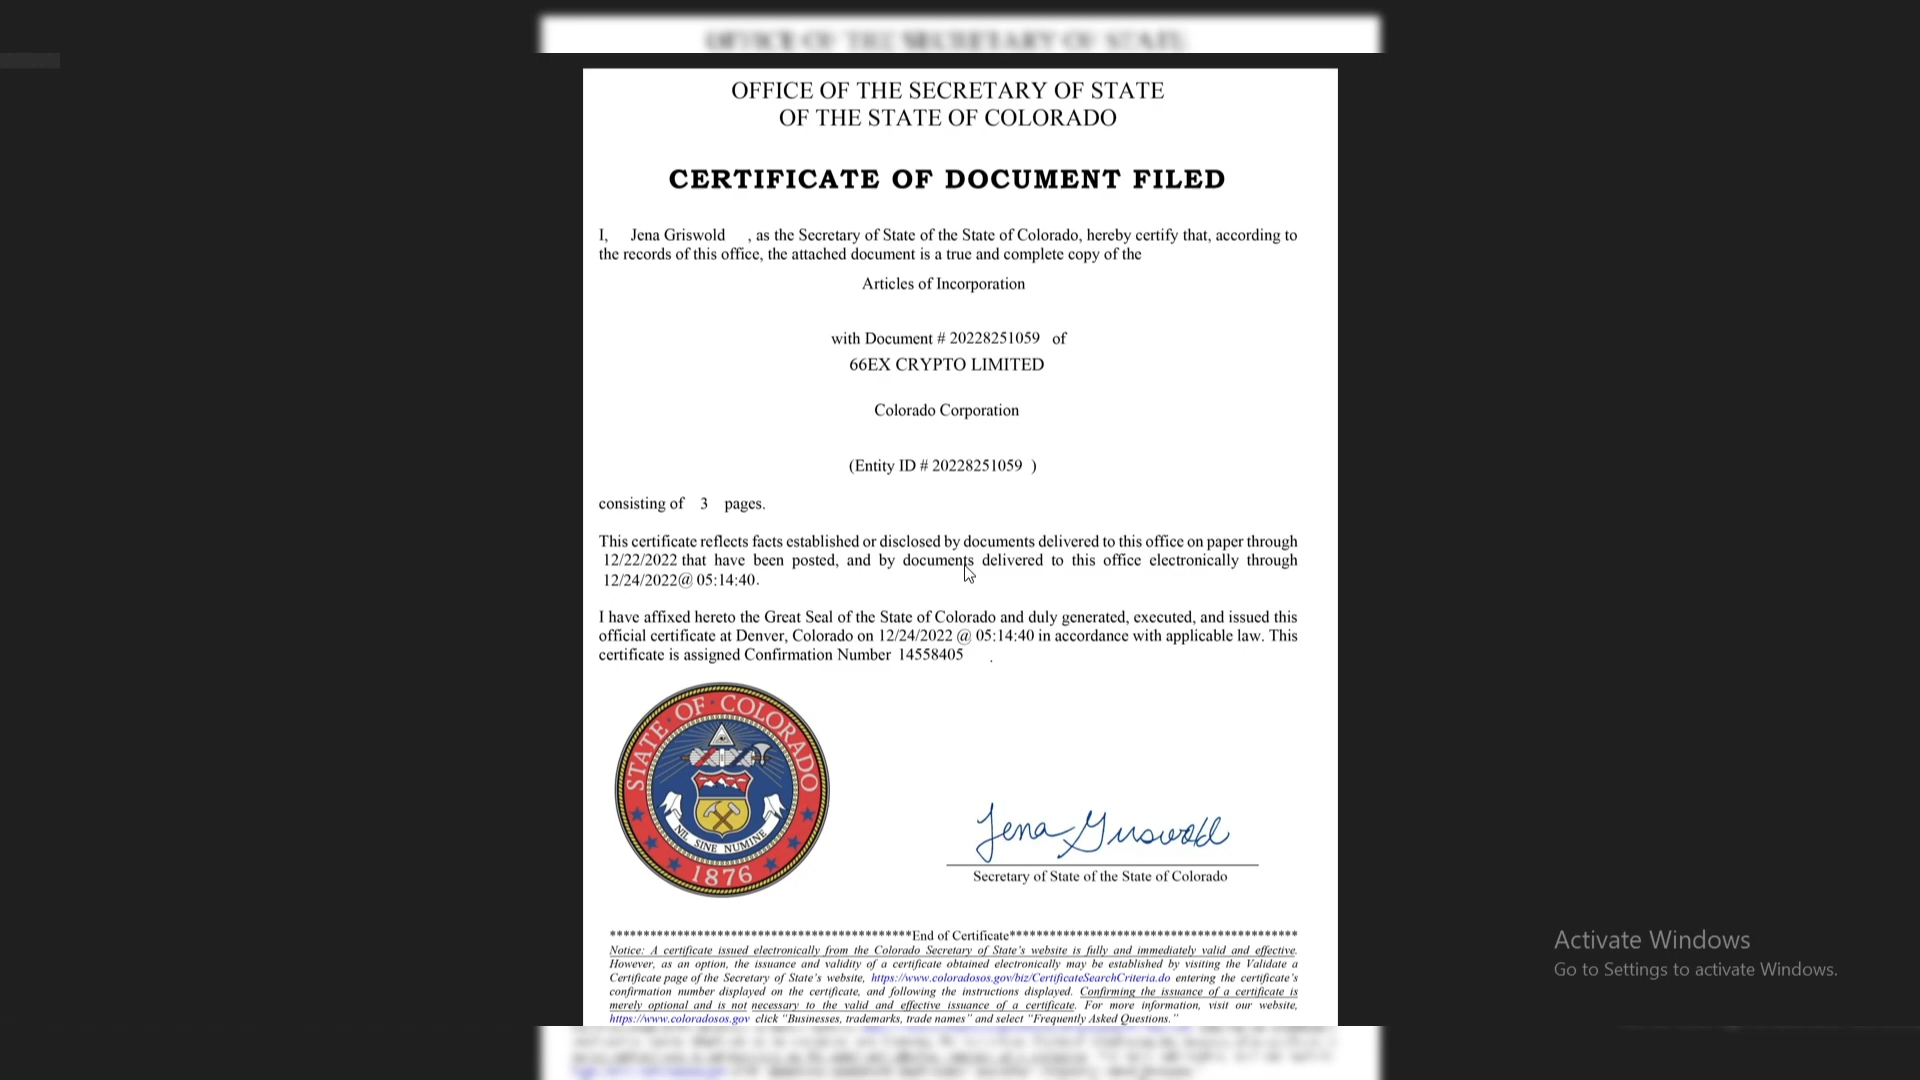 OFFICE OF THE SECRETARY OF STATE
OFFICE OF THE SECRETARY OF STATE
OF THE STATE OF COLORADO
CERTIFICATE OF DOCUMENT FILED
I, Jena Griswold , as the Secretary of State of the State of Colorado, hereby certify that, according to
the records of this office, the attached document is a true and complete copy of the
Articles of Incorporation
with Document # 20228251059 of
66EX CRYPTO LIMITED
Colorado Corporation
(Entity ID # 20228251059 )
consisting of 3 pages.
This certificate reflects facts established or disclosed by documents delivered to this office on paper through
12/22/2022 that have been posted, and by documents delivered to this office electronically through
12/24/2022@ 05:14:40.
I have affixed hereto the Great Seal of the State of Colorado and duly generated, executed, and issued this
official certificate at Denver, Colorado on 12/24/2022 @ 05:14:40 in accordance with applicable law. This
certificate is assigned Confirmation Number 14558405 .
STATE OF COLORADO
NIL SINE NUMINE
1876
Jena Griswold
Secretary of State of the State of Colorado
*********************************************End of Certificate*******************************************
Notice: A certificate issued electronically from the Colorado Secretary of State's website is fully and immediately valid and effective.
However, as an option, the issuance and validity of a certificate obtained electronically may be established by visiting the Validate a
Certificate page of the Secretary of State's website, https://www.coloradosos.gov/biz/CertificateSearchCriteria.do entering the certificate's
confirmation number displayed on the certificate, and following the instructions displayed. Confirming the issuance of a certificate is
merely optional and is not necessary to the valid and effective issuance of a certificate. For more information, visit our website,
https://www.coloradosos.gov click "Businesses, trademarks, trade names" and select "Frequently Asked Questions."
Activate Windows
Go to Settings to activate Windows.